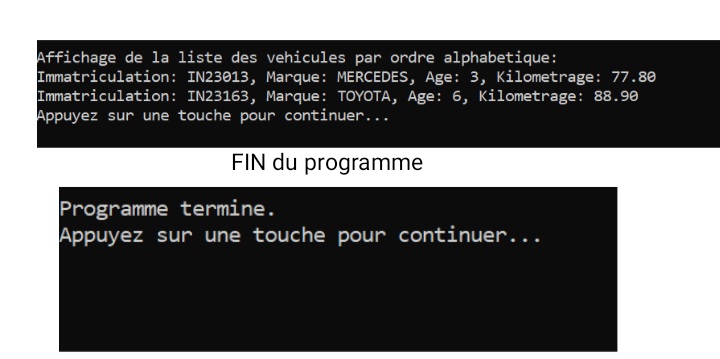 Affichage de la liste des vehicules par ordre alphabetique:
Immatriculation: IN23013, Marque: MERCEDES, Age: 3, Kilometrage: 77.80
Immatriculation: IN23163, Marque: TOYOTA, Age: 6, Kilometrage: 88.90
Appuyez sur une touche pour continuer...
FIN du programme
Programme termine.
Appuyez sur une touche pour continuer...